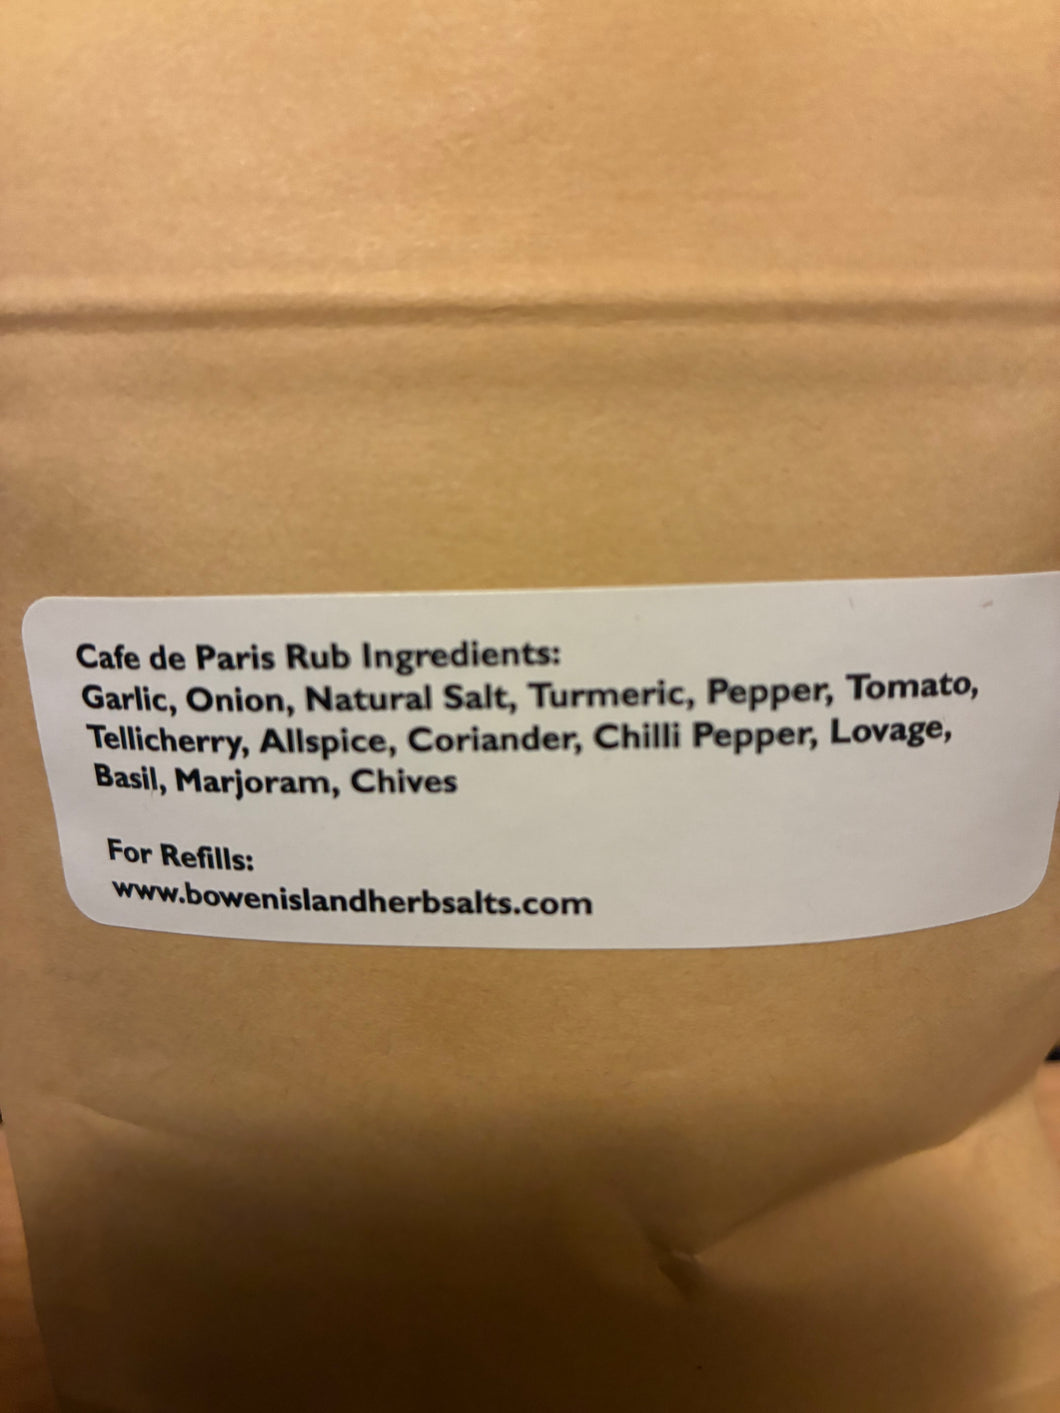 Cafe de Paris Rub Ingredients:
Garlic, Onion, Natural Salt, Turmeric, Pepper, Tomato,
Tellicherry, Allspice, Coriander, Chilli Pepper, Lovage,
Basil, Marjoram, Chives
For Refills:
www.bowenislandherbsalts.com